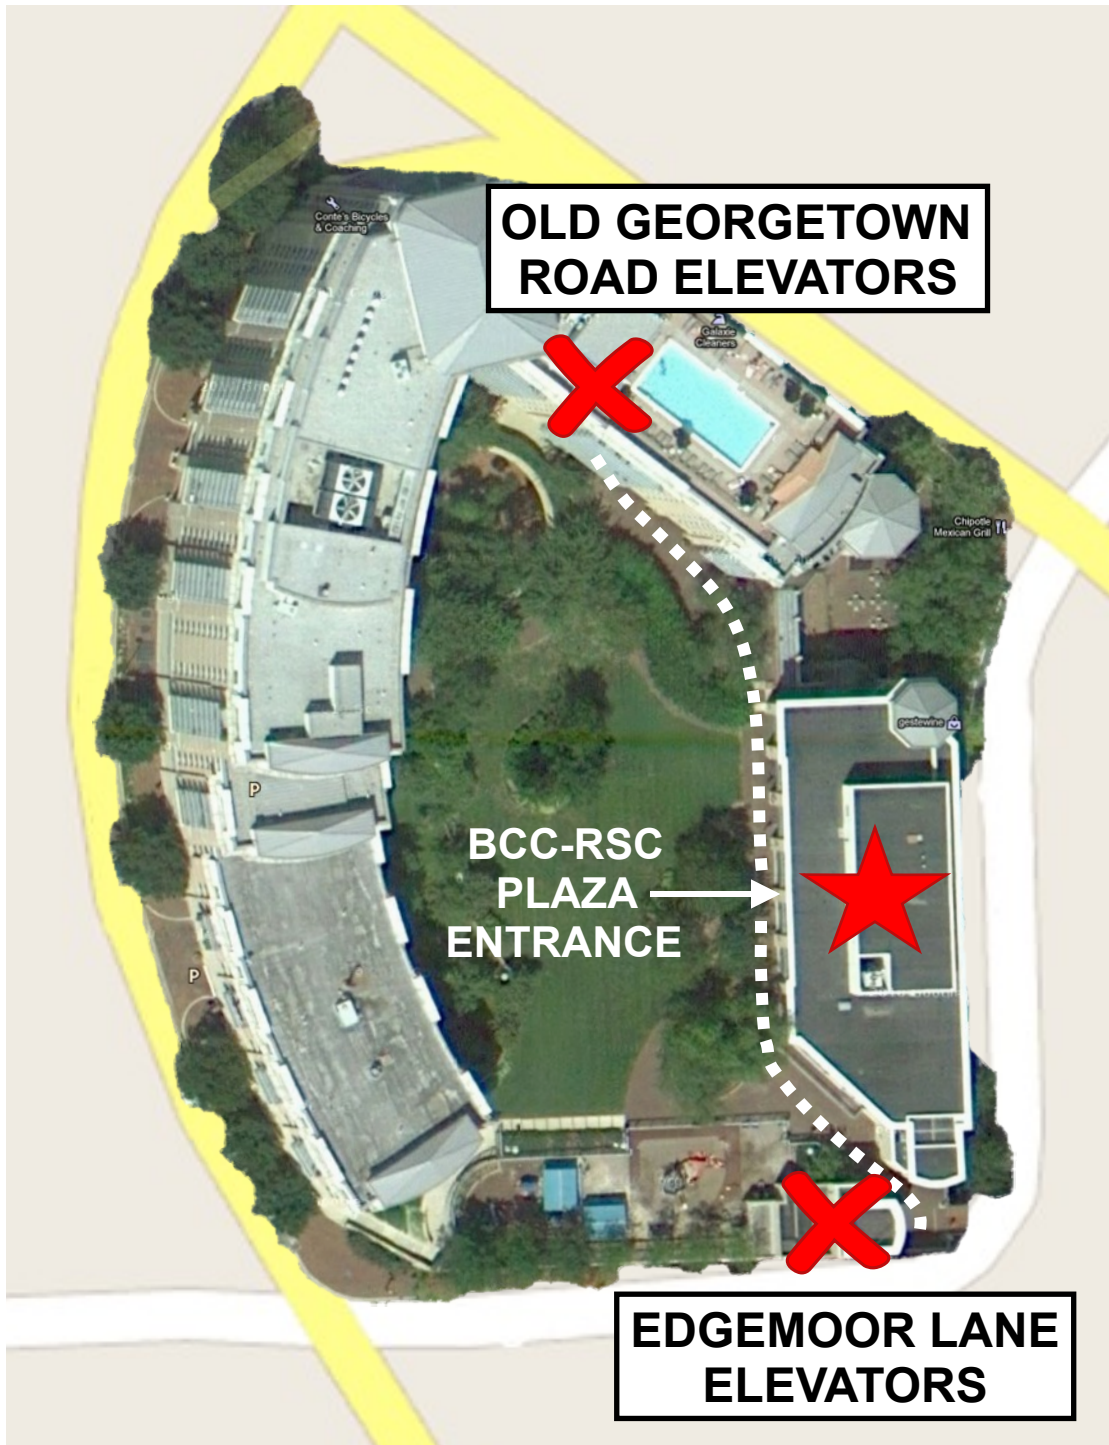 Conte's Bicycles
& Coaching
OLD GEORGETOWN
ROAD ELEVATORS
Galaxie
Cleaners
Chipotle
Mexican Grill
gestewine
P
BCC-RSC
PLAZA
ENTRANCE
P
EDGEMOOR LANE
ELEVATORS